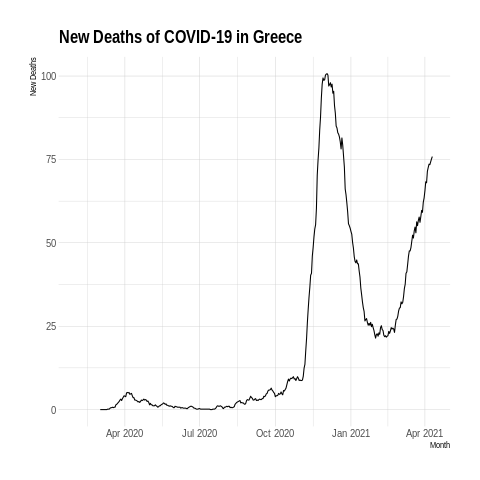 New Deaths of COVID-19 in Greece
New Deaths
100
75
50
25
0
Apr 2020 Jul 2020 Oct 2020 Jan 2021 Apr 2021
Month